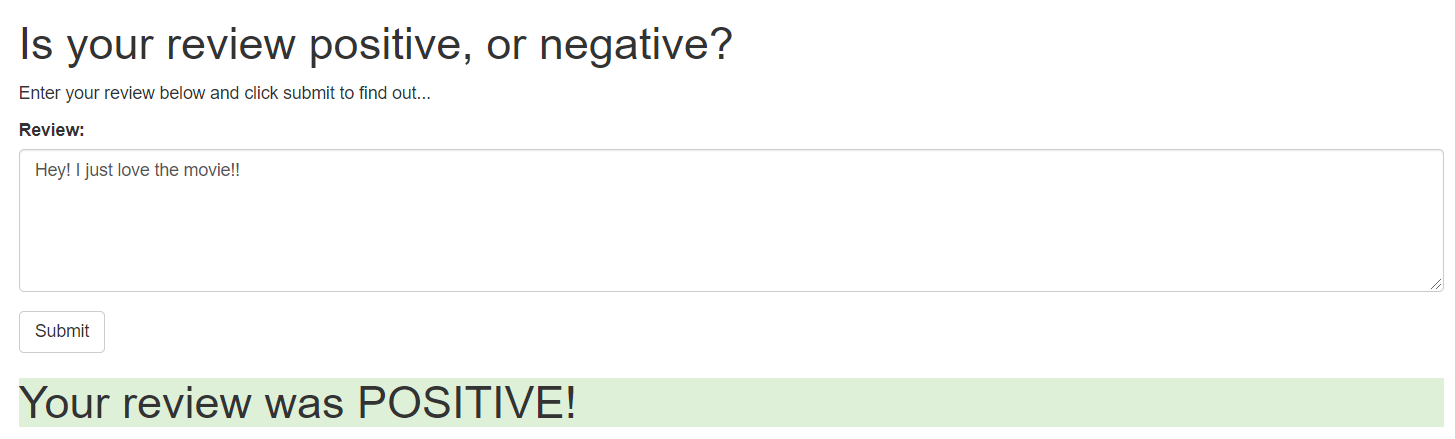 Is your review positive, or negative?
Enter your review below and click submit to find out...
Review:
Hey! I just love the movie!!
Submit
Your review was POSITIVE!